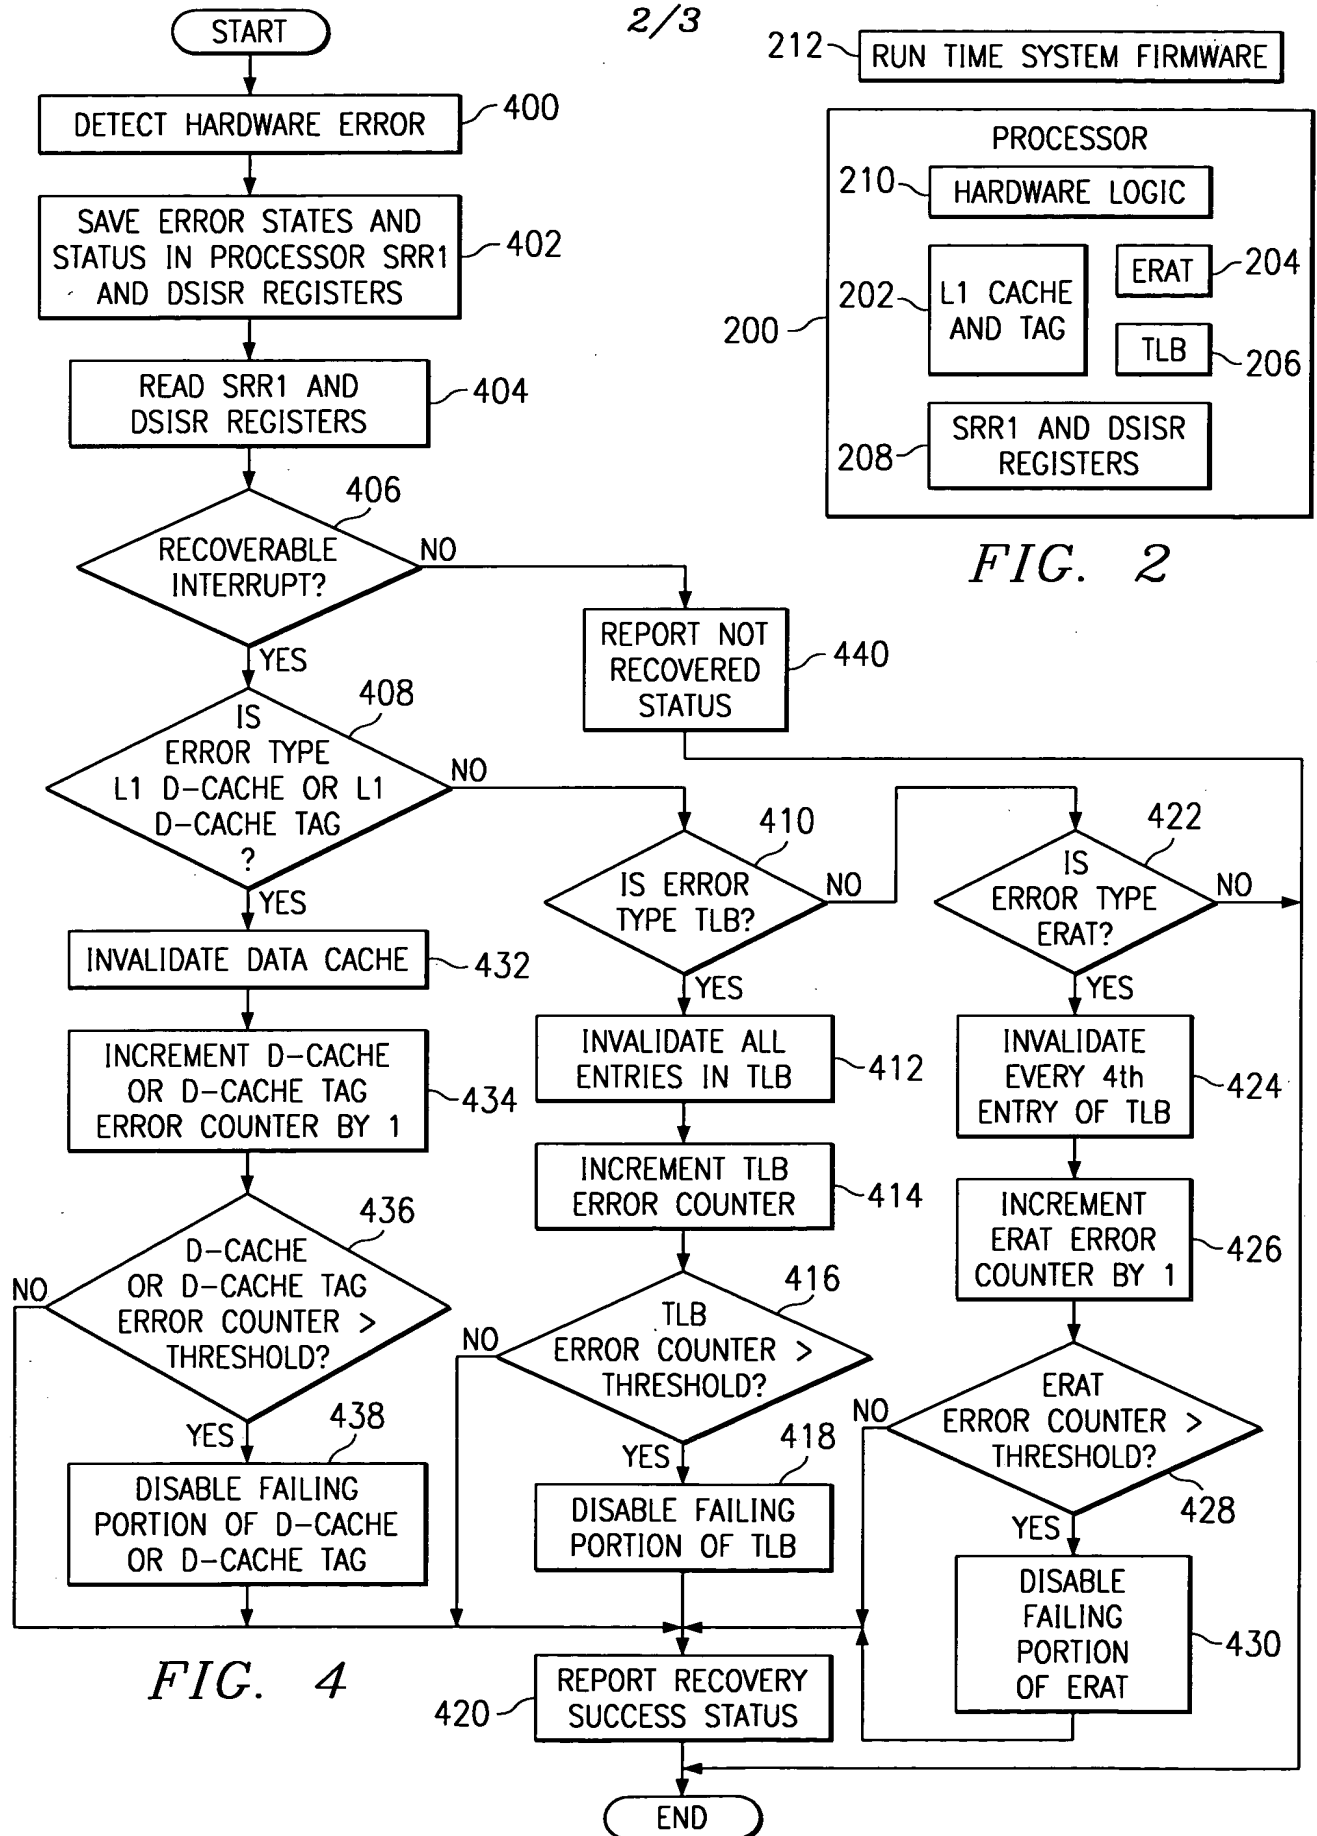 2/3
START
DETECT HARDWARE ERROR
400
SAVE ERROR STATES AND
STATUS IN PROCESSOR SRR1
AND DSISR REGISTERS
402
READ SRR1 AND
DSISR REGISTERS
404
406
RECOVERABLE
INTERRUPT?
NO
YES
REPORT NOT
RECOVERED
STATUS
440
408
IS
ERROR TYPE
L1 D-CACHE OR L1
D-CACHE TAG
?
NO
YES
410
IS ERROR
TYPE TLB?
NO
YES
422
IS
ERROR TYPE
ERAT?
NO
YES
INVALIDATE DATA CACHE
432
INCREMENT D-CACHE
OR D-CACHE TAG
ERROR COUNTER BY 1
434
436
D-CACHE
OR D-CACHE TAG
ERROR COUNTER >
THRESHOLD?
NO
YES
438
DISABLE FAILING
PORTION OF D-CACHE
OR D-CACHE TAG
INVALIDATE ALL
ENTRIES IN TLB
412
INCREMENT TLB
ERROR COUNTER
414
416
TLB
ERROR COUNTER >
THRESHOLD?
NO
YES
418
DISABLE FAILING
PORTION OF TLB
INVALIDATE
EVERY 4th
ENTRY OF TLB
424
INCREMENT
ERAT ERROR
COUNTER BY 1
426
ERAT
ERROR COUNTER >
THRESHOLD?
428
NO
YES
DISABLE
FAILING
PORTION
OF ERAT
430
REPORT RECOVERY
SUCCESS STATUS
420
END
FIG. 4
212
RUN TIME SYSTEM FIRMWARE
PROCESSOR
210
HARDWARE LOGIC
202
L1 CACHE
AND TAG
ERAT
204
200
TLB
206
208
SRR1 AND DSISR
REGISTERS
FIG. 2